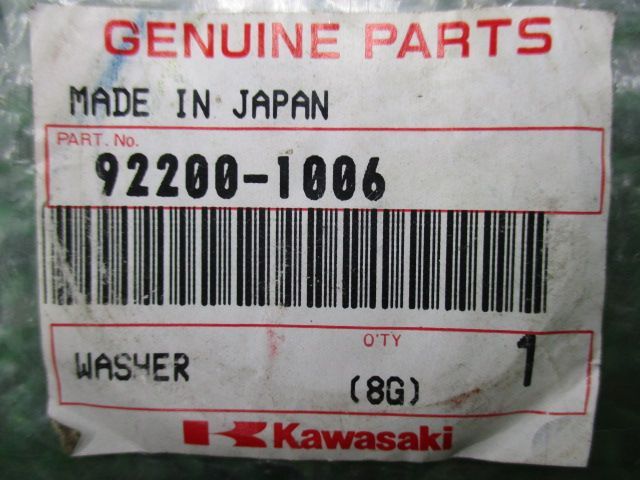 GENUINE PARTS
MADE IN JAPAN
PART. No.
92200-1006
Q'TY
WASHER
(8G)
1
Kawasaki